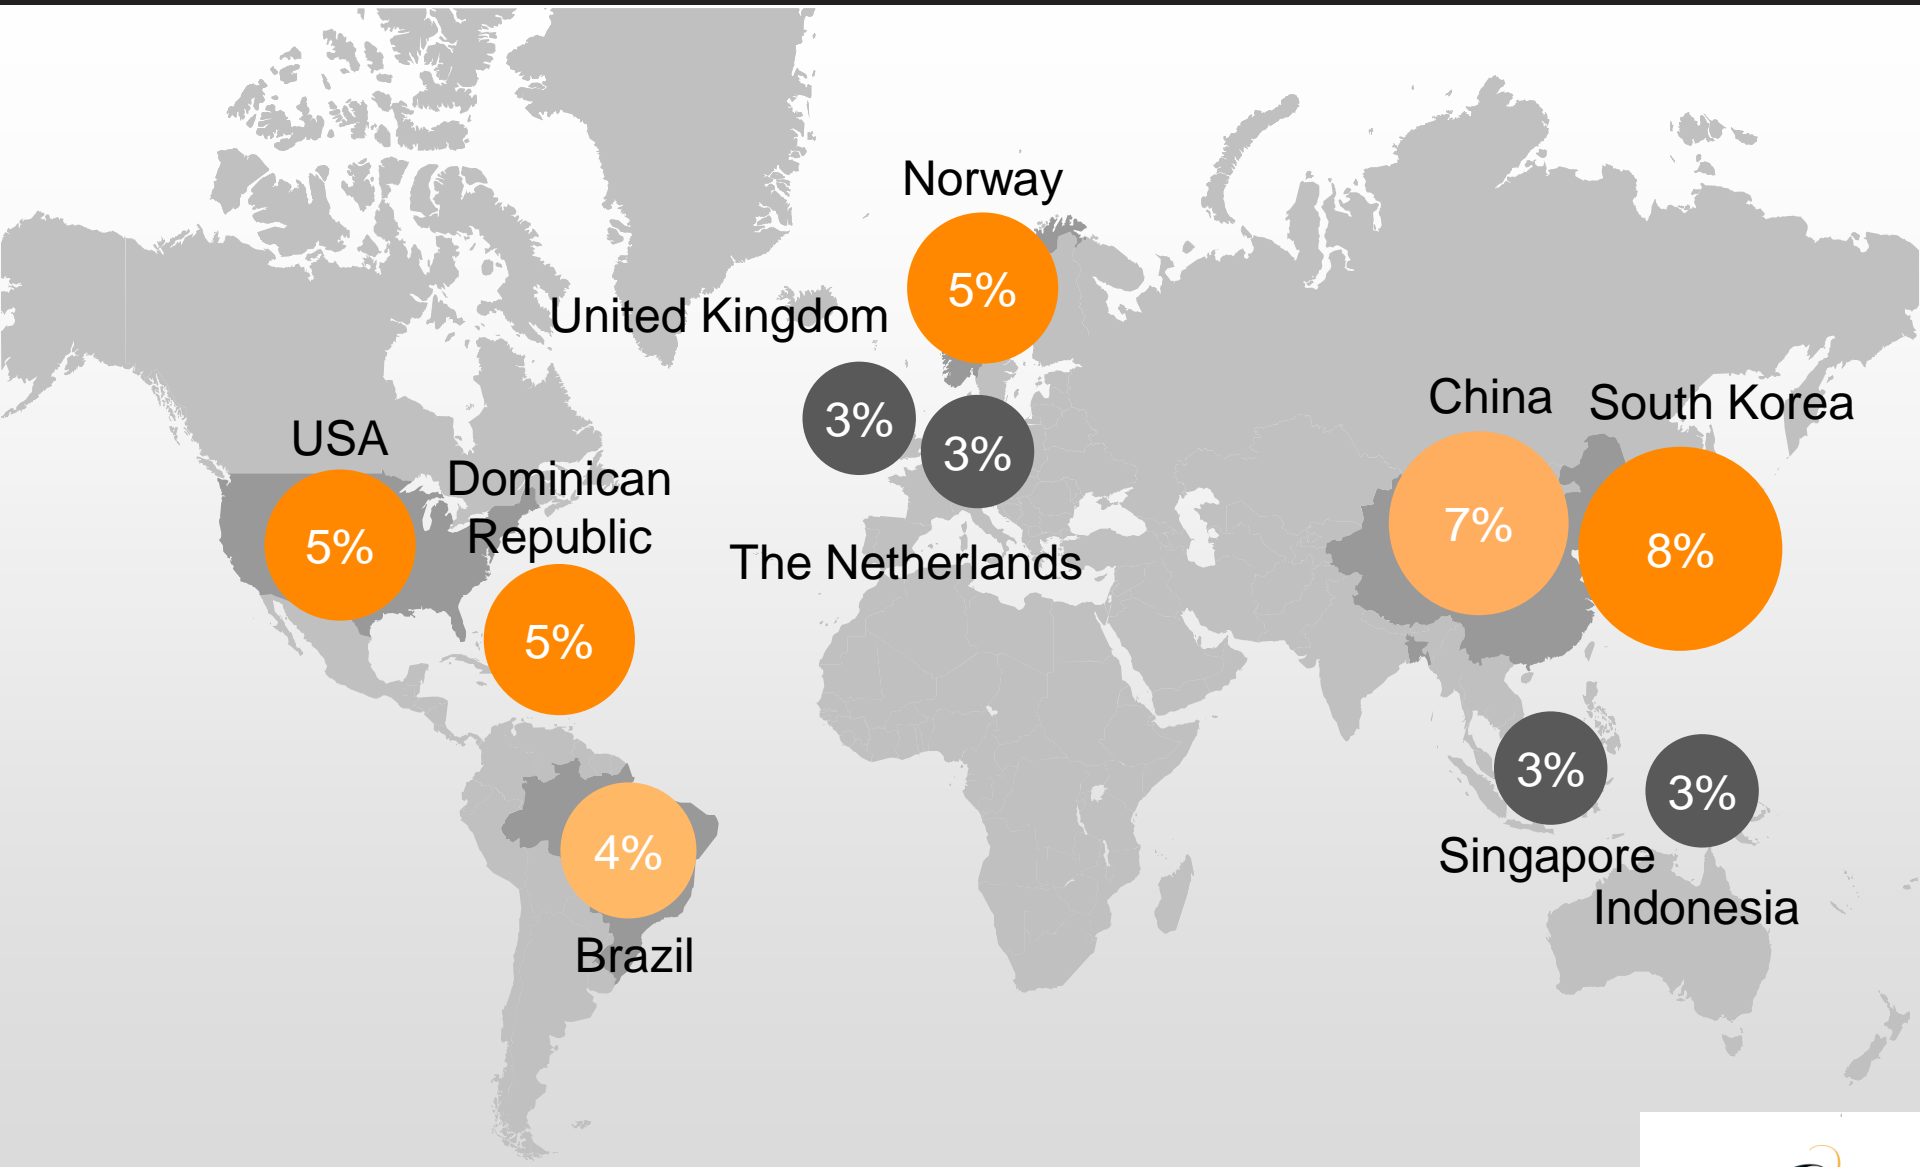 Norway
5%
United Kingdom
3%
3%
The Netherlands
USA
5%
Dominican
Republic
5%
4%
Brazil
China
7%
South Korea
8%
3%
Singapore
3%
Indonesia